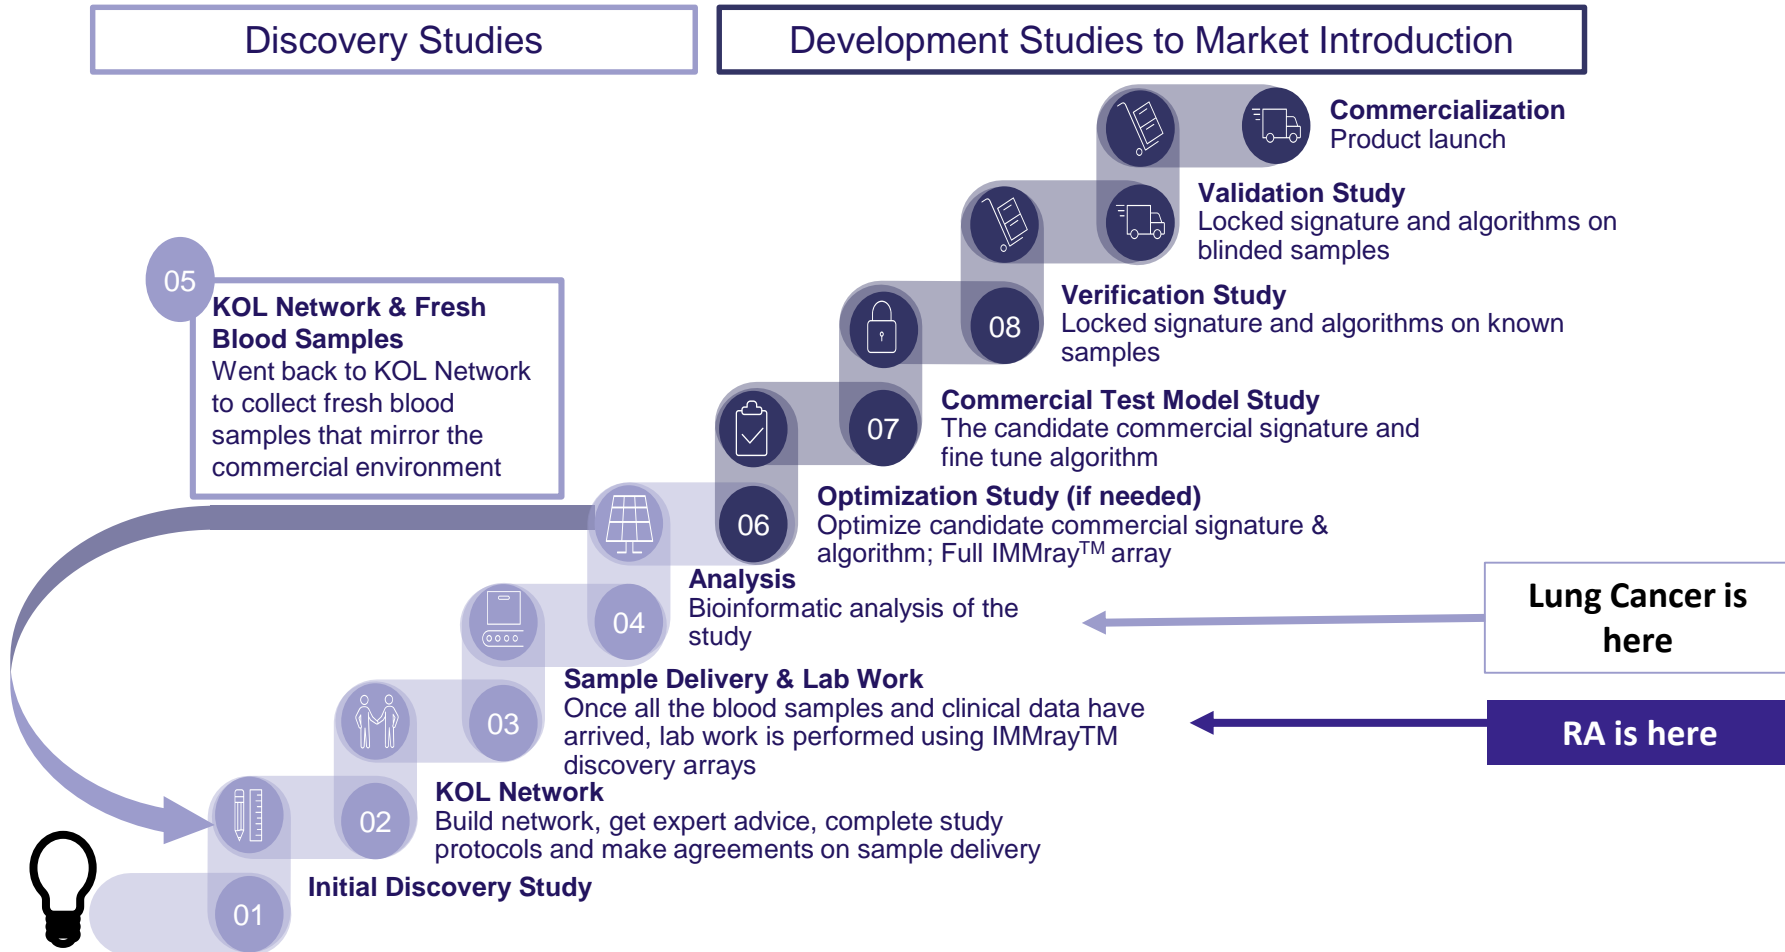 Discovery Studies
Development Studies to Market Introduction
Commercialization
Product launch
Validation Study
Locked signature and algorithms on
blinded samples
05
KOL Network & Fresh
Blood Samples
Went back to KOL Network
to collect fresh blood
samples that mirror the
commercial environment
08
Verification Study
Locked signature and algorithms on known
samples
07
Commercial Test Model Study
The candidate commercial signature and
fine tune algorithm
06
Optimization Study (if needed)
Optimize candidate commercial signature &
algorithm; Full IMMray™ array
04
Analysis
Bioinformatic analysis of the
study
Lung Cancer is
here
03
Sample Delivery & Lab Work
Once all the blood samples and clinical data have
arrived, lab work is performed using IMMrayTM
discovery arrays
RA is here
02
KOL Network
Build network, get expert advice, complete study
protocols and make agreements on sample delivery
01
Initial Discovery Study